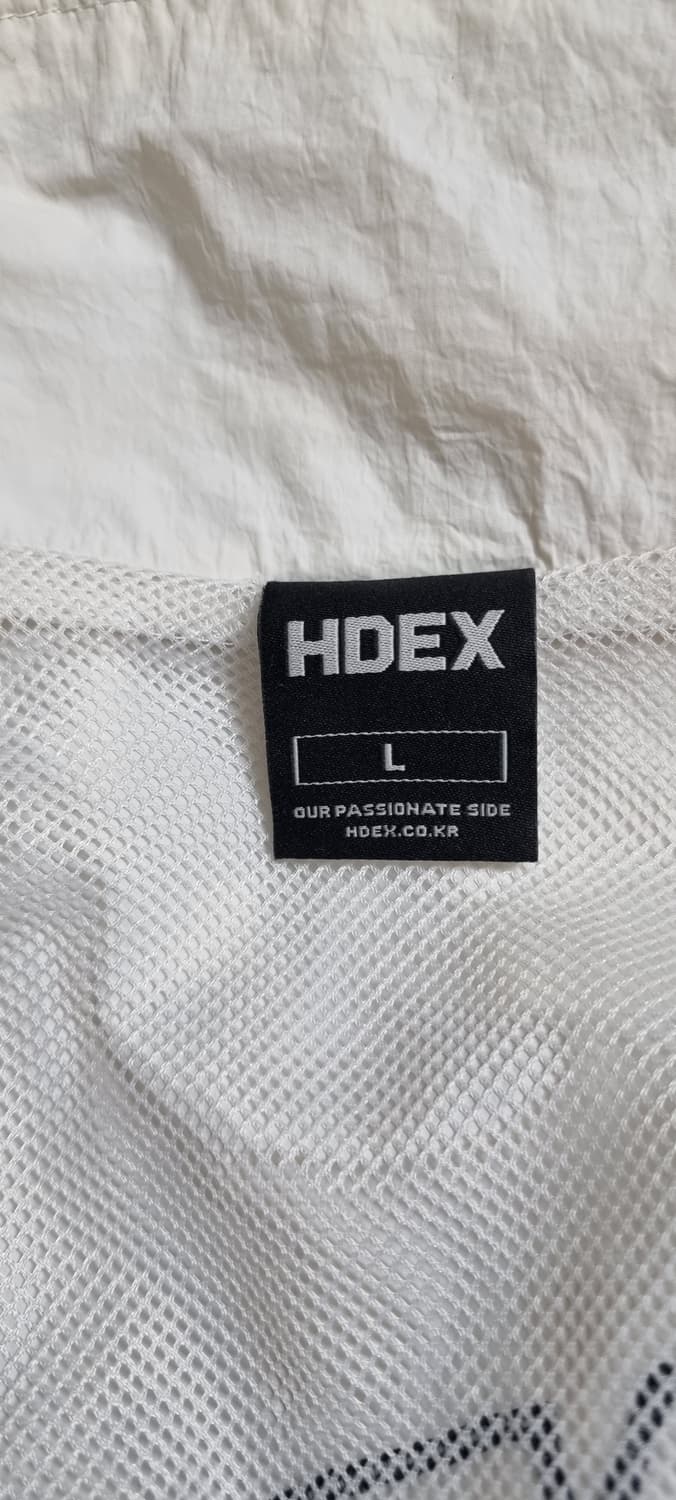 HDEX
L
OUR PASSIONATE SIDE
HDEX.CO.KR